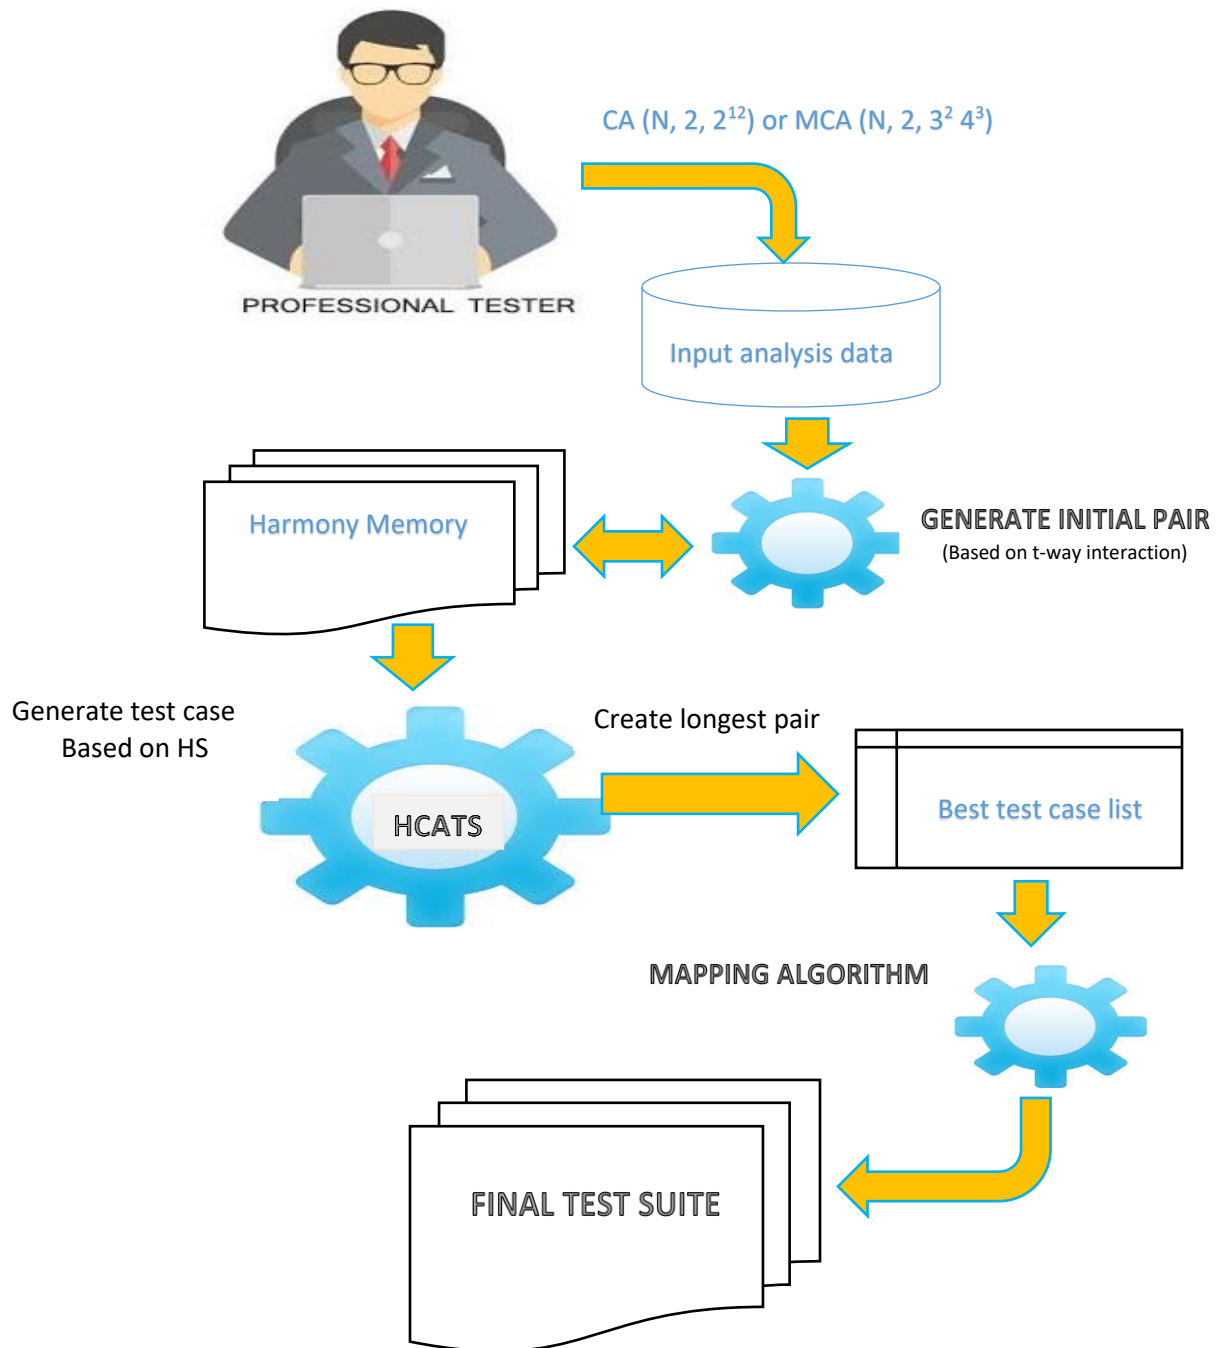 CA (N, 2, 2¹²) or MCA (N, 2, 3² 4³)
PROFESSIONAL TESTER
Input analysis data
Harmony Memory
GENERATE INITIAL PAIR
(Based on t-way interaction)
Generate test case
Based on HS
Create longest pair
HCATS
Best test case list
MAPPING ALGORITHM
FINAL TEST SUITE